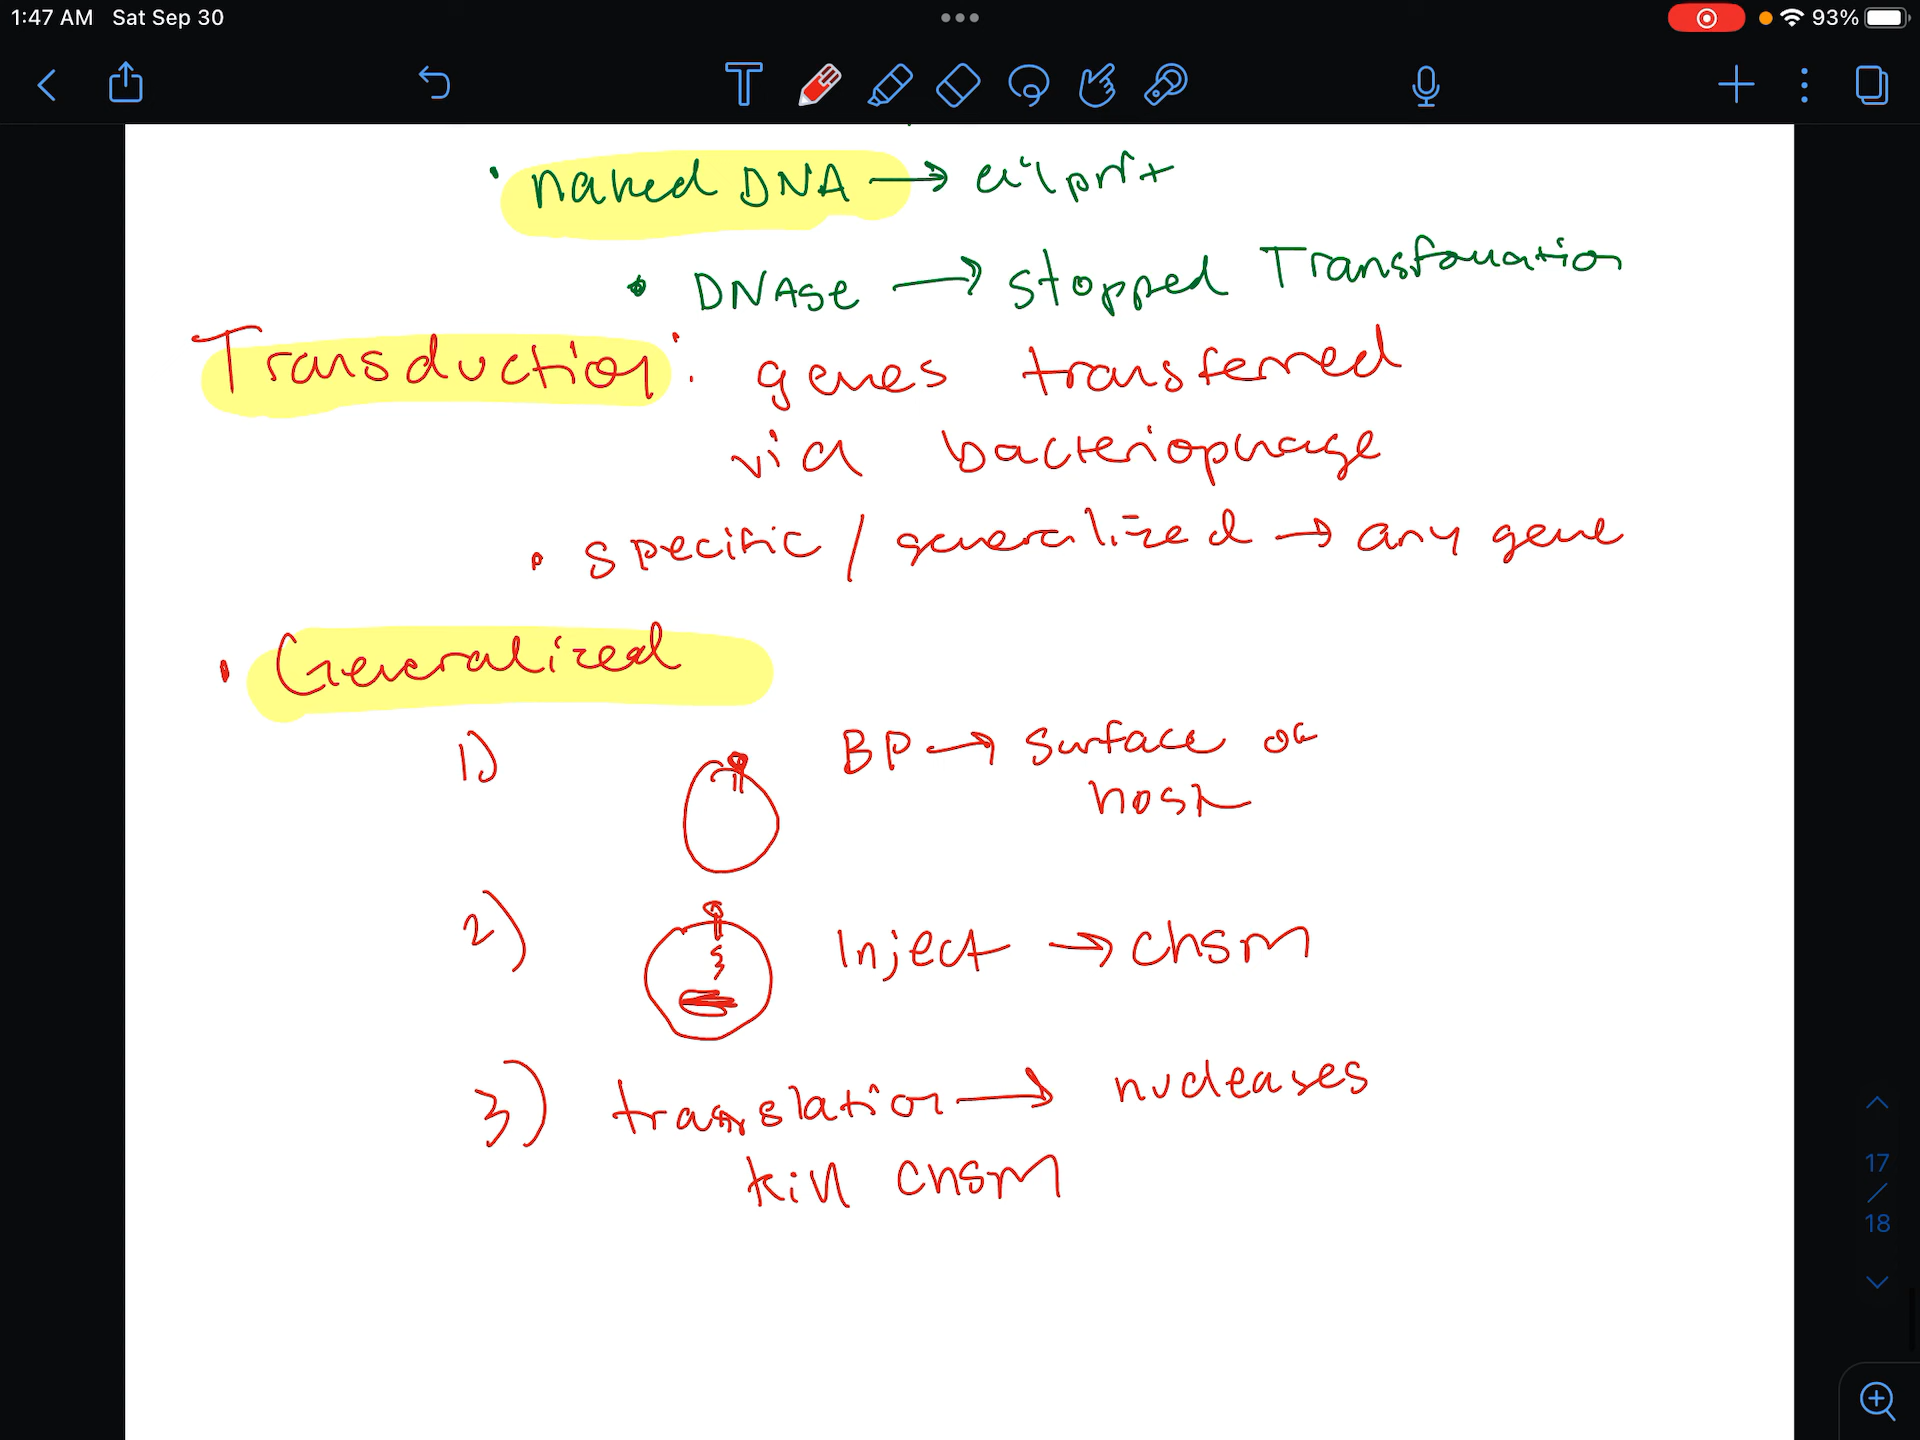 1:47 AM Sat Sep 30
93%
• naked DNA →
• DNAse → stopped Transformation
Transduction: genes transferred
via bacteriophage
• specific / generalized → any gene
• Generalized
1) BP → surface of
host
2) Inject → chsm
3) translation → nucleases
kill chsm
17
/
18